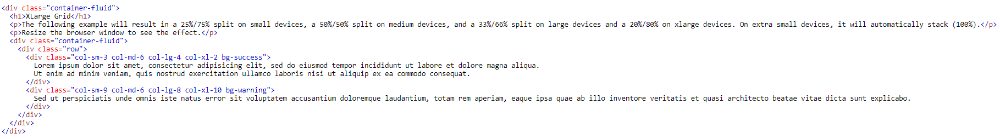 <div class="container-fluid">
<h1>XLarge Grid</h1>
<p>The following example will result in a 25%/75% split on small devices, a 50%/50% split on medium devices, and a 33%/66% split on large devices and a 20%/80% on xlarge devices. On extra small devices, it will automatically stack (100%).</p>
<p>Resize the browser window to see the effect.</p>
<div class="container-fluid">
<div class="row">
<div class="col-sm-3 col-md-6 col-lg-4 col-xl-2 bg-success">
Lorem ipsum dolor sit amet, consectetur adipisicing elit, sed do eiusmod tempor incididunt ut labore et dolore magna aliqua.
Ut enim ad minim veniam, quis nostrud exercitation ullamco laboris nisi ut aliquip ex ea commodo consequat.
</div>
<div class="col-sm-9 col-md-6 col-lg-8 col-xl-10 bg-warning">
Sed ut perspiciatis unde omnis iste natus error sit voluptatem accusantium doloremque laudantium, totam rem aperiam, eaque ipsa quae ab illo inventore veritatis et quasi architecto beatae vitae dicta sunt explicabo.
</div>
</div>
</div>
</div>